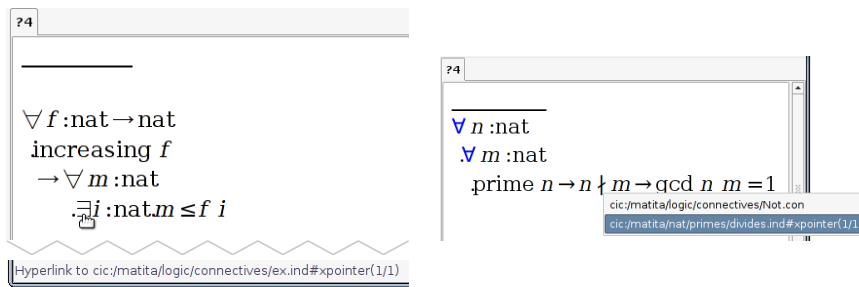 ?4
∀ f :nat→nat
.increasing f
→∀ m :nat
.∃i :nat.m ≤f i
Hyperlink to cic:/matita/logic/connectives/ex.ind#xpointer(1/1)
?4
∀ n :nat
.∀ m :nat
.prime n→n ∤ m→gcd n m =1
cic:/matita/logic/connectives/Not.con
cic:/matita/nat/primes/divides.ind#xpointer(1/1